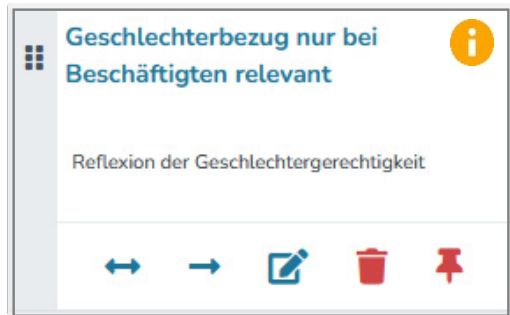 Geschlechterbezug nur bei
Beschäftigten relevant
Reflexion der Geschlechtergerechtigkeit